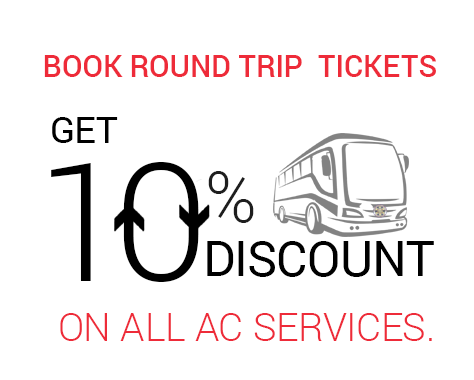 BOOK ROUND TRIP TICKETS
GET
10%
DISCOUNT
ON ALL AC SERVICES.